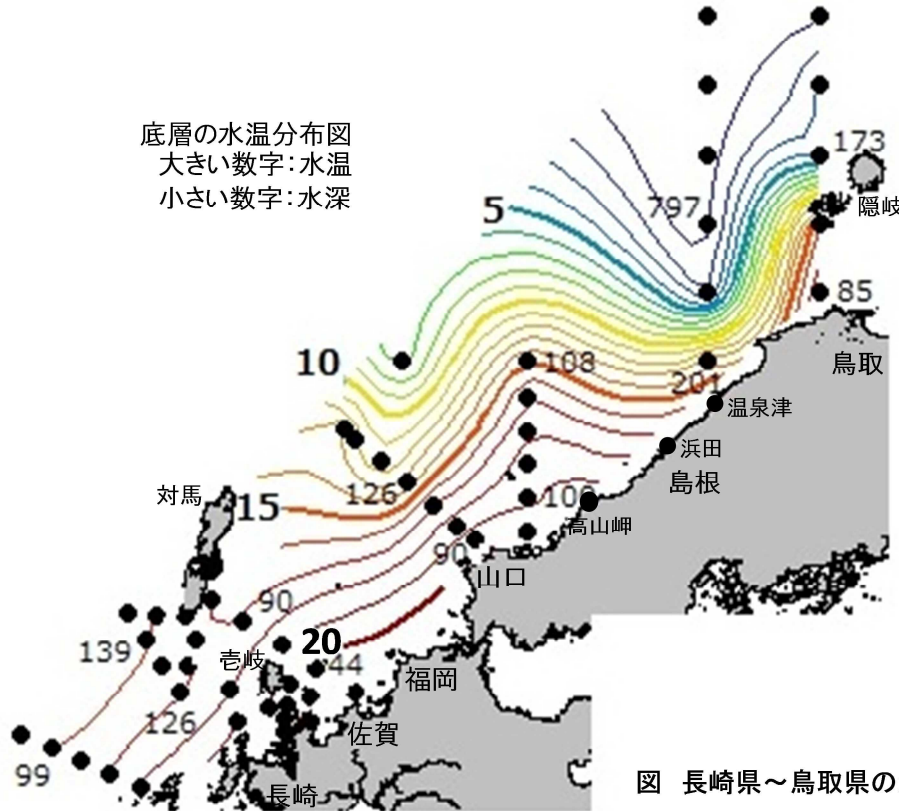 底層の水温分布図
大きい数字：水温
小さい数字：水深
173
797
5
隠岐
85
鳥取
10
108
201
温泉津
浜田
島根
対馬
15
126
106
高山岬
90
山口
90
20
139
壱岐
44
福岡
126
佐賀
99
長崎
図 長崎県～鳥取県の